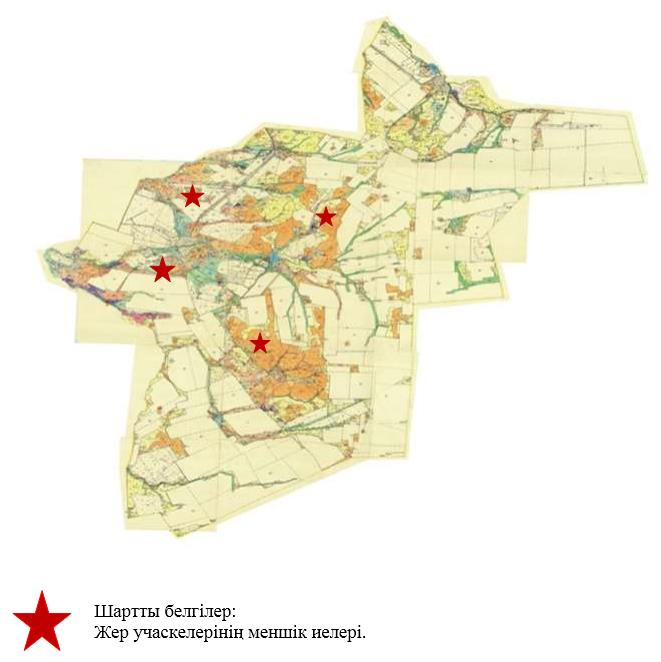 Шартты белгілер:
Жер учаскелерінің меншік иелері.